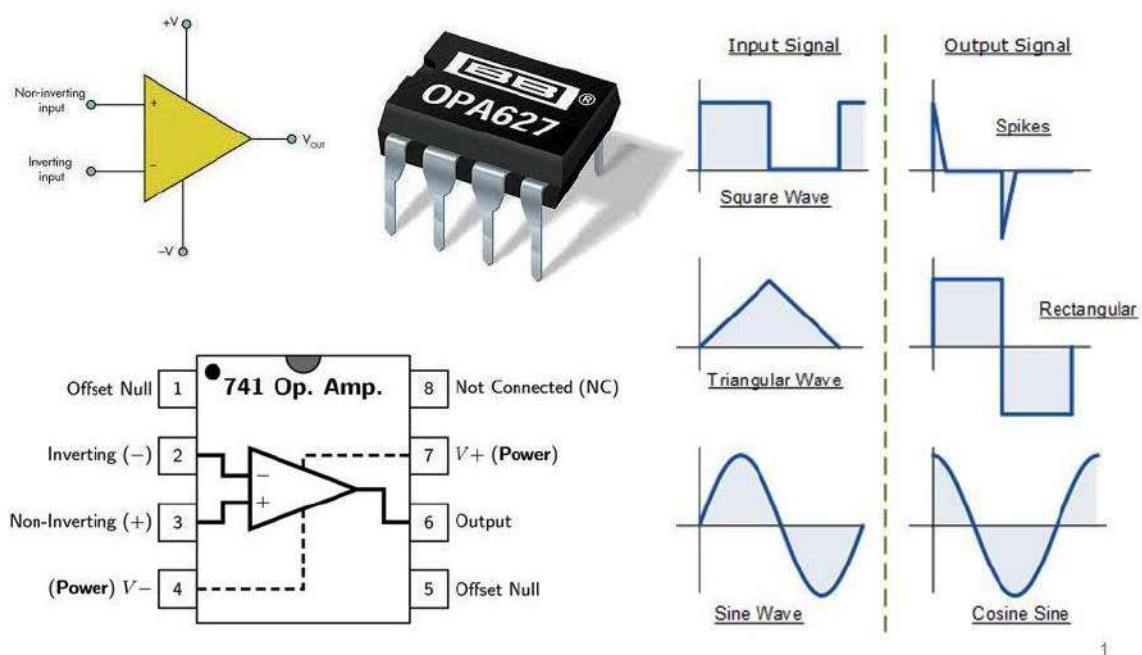 +V
Non-inverting
input
+
VOUT
Inverting
input
−
−V
BB ®
OPA627
Input Signal
Output Signal
Square Wave
Spikes
Triangular Wave
Rectangular
Sine Wave
Cosine Sine
741 Op. Amp.
Offset Null 1
8 Not Connected (NC)
Inverting (−) 2
−
7 V+ (Power)
Non-Inverting (+) 3
+
6 Output
(Power) V− 4
5 Offset Null
1